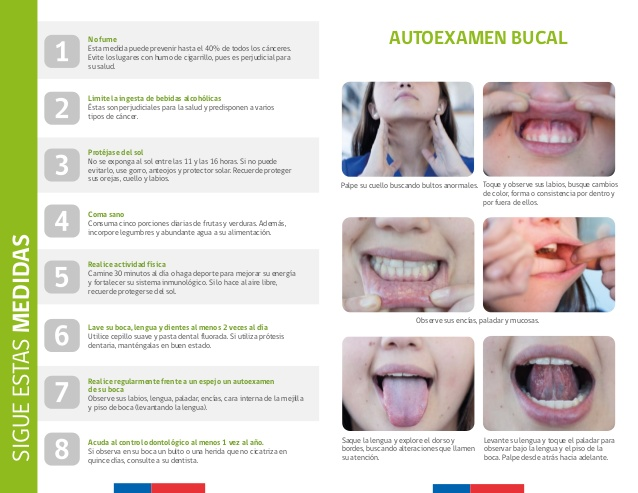 SIGUE ESTAS MEDIDAS
1
No fume
Esta medida puede prevenir hasta el 40% de todos los cánceres.
Evite los lugares con humo de cigarrillo, pues es perjudicial para
su salud.
2
Limite la ingesta de bebidas alcohólicas
Éstas son perjudiciales para la salud y predisponen a varios
tipos de cáncer.
3
Protéjase del sol
No se exponga al sol entre las 11 y las 16 horas. Si no puede
evitarlo, use gorro, anteojos y protector solar. Recuerde proteger
sus orejas, cuello y labios.
4
Coma sano
Consuma cinco porciones diarias de frutas y verduras. Además,
incorpore legumbres y abundante agua a su alimentación.
5
Realice actividad física
Camine 30 minutos al día o haga deporte para mejorar su energía
y fortalecer su sistema inmunológico. Si lo hace al aire libre,
recuerde protegerse del sol.
6
Lave su boca, lengua y dientes al menos 2 veces al día
Utilice cepillo suave y pasta dental fluorada. Si utiliza prótesis
dentaria, manténgalas en buen estado.
7
Realice regularmente frente a un espejo un autoexamen
de su boca
Observe sus labios, lengua, paladar, encías, cara interna de la mejilla
y piso de boca (levantando la lengua).
8
Acuda al control odontológico al menos 1 vez al año.
Si observa en su boca un bulto o una herida que no cicatriza en
quince días, consulte a su dentista.
AUTOEXAMEN BUCAL
Palpe su cuello buscando bultos anormales.
Toque y observe sus labios, busque cambios
de color, forma o consistencia por dentro y
por fuera de ellos.
Observe sus encías, paladar y mucosas.
Saque la lengua y explore el dorso y
bordes, buscando alteraciones que llamen
su atención.
Levante su lengua y toque el paladar para
observar bajo la lengua y el piso de la
boca. Palpe desde atrás hacia adelante.